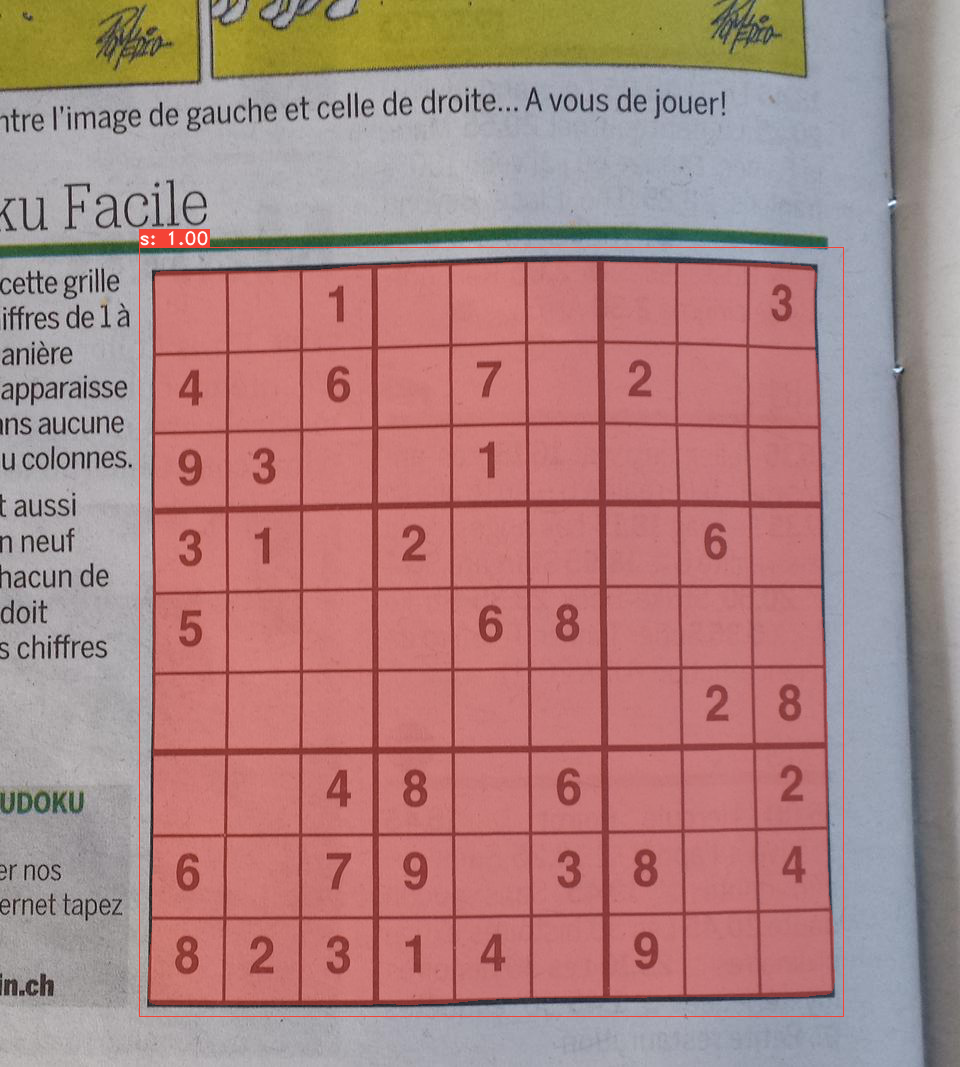 ntre l'image de gauche et celle de droite... A vous de jouer!
ku Facile
s: 1.00
cette grille
iffres de 1 à
anière
apparaisse
ns aucune
u colonnes.
t aussi
n neuf
hacun de
doit
s chiffres
1 3
4 6 7 2
9 3 1
3 1 2 6
5 6 8
2 8
4 8 6 2
6 7 9 3 8 4
8 2 3 1 4 9
UDOKU
er nos
ernet tapez
in.ch